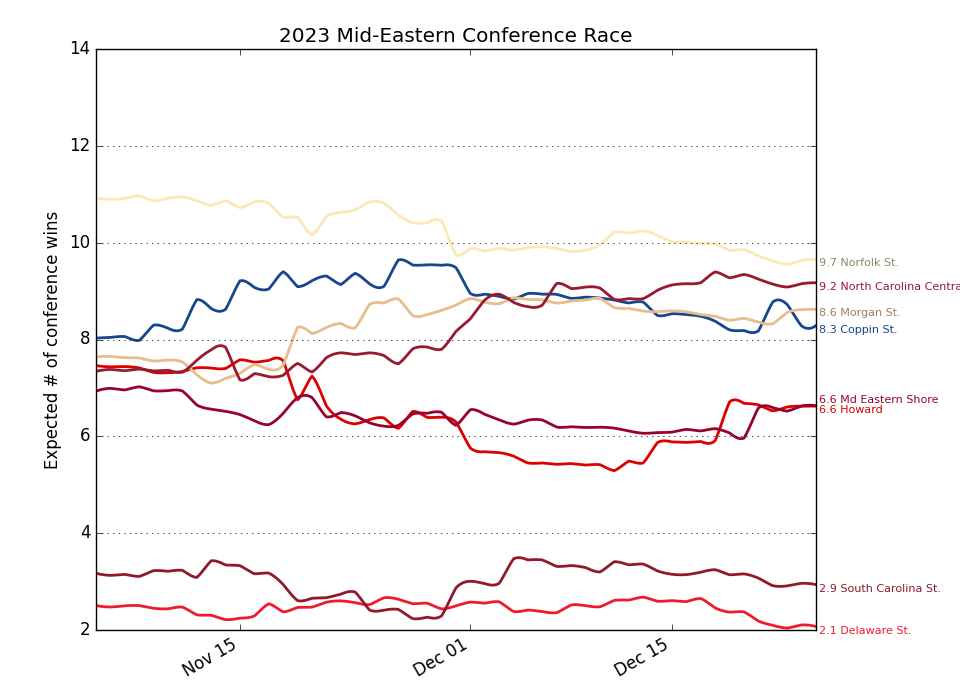 2023 Mid-Eastern Conference Race
Expected # of conference wins
14
12
10
8
6
4
2
Nov 15
Dec 01
Dec 15
9.7 Norfolk St.
9.2 North Carolina Centra
8.6 Morgan St.
8.3 Coppin St.
6.6 Md Eastern Shore
6.6 Howard
2.9 South Carolina St.
2.1 Delaware St.